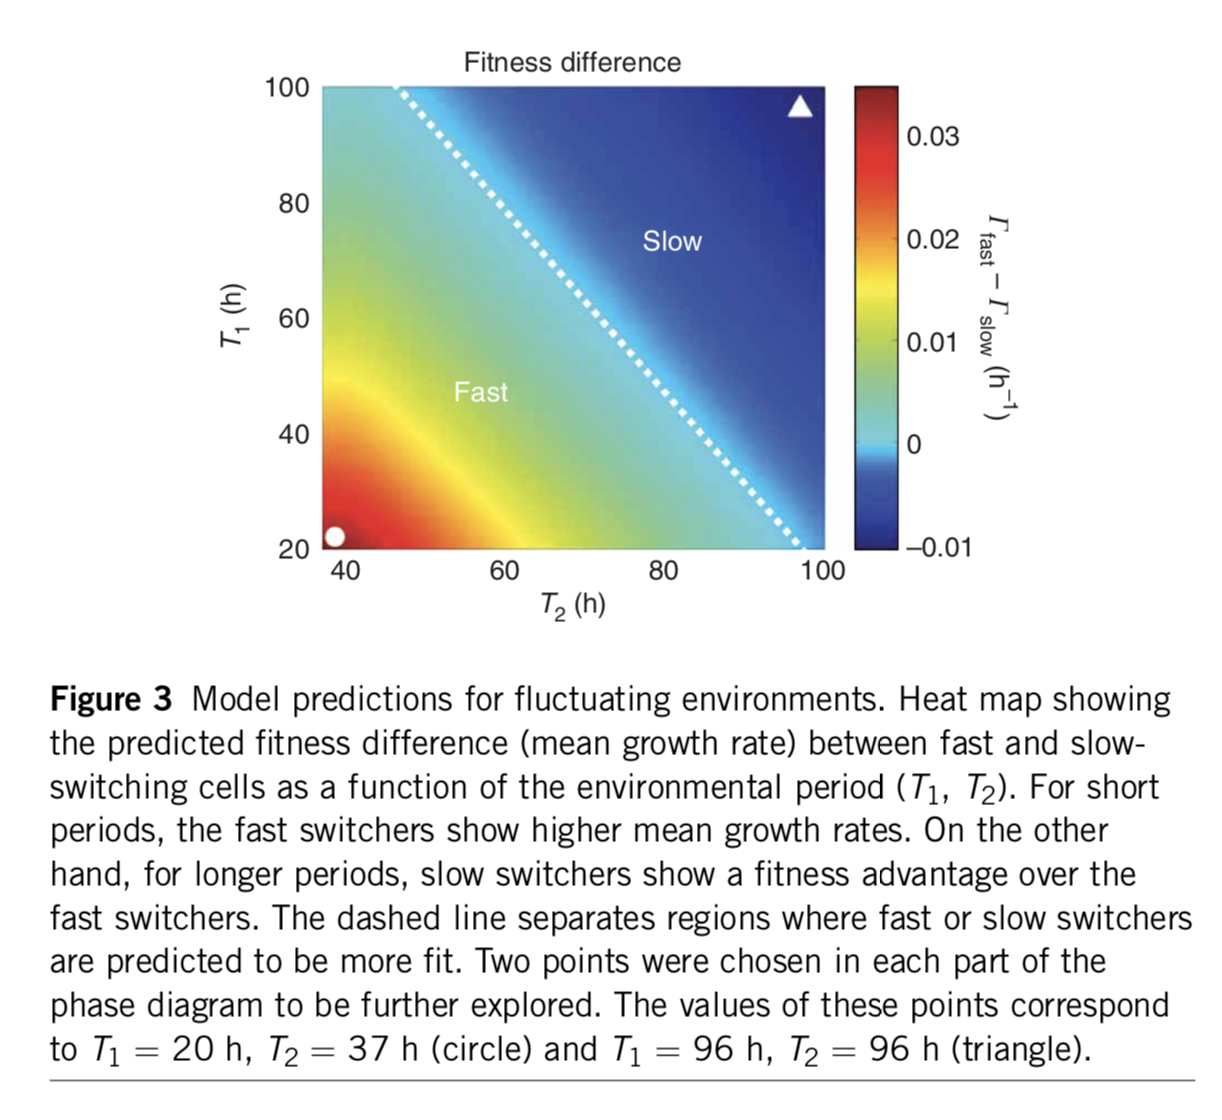 Fitness difference
100
80
60
40
20
T1 (h)
Slow
Fast
40 60 80 100
T2 (h)
0.03
0.02
0.01
0
–0.01
Γfast – Γslow (h−1)
Figure 3 Model predictions for fluctuating environments. Heat map showing
the predicted fitness difference (mean growth rate) between fast and slow-
switching cells as a function of the environmental period (T1, T2). For short
periods, the fast switchers show higher mean growth rates. On the other
hand, for longer periods, slow switchers show a fitness advantage over the
fast switchers. The dashed line separates regions where fast or slow switchers
are predicted to be more fit. Two points were chosen in each part of the
phase diagram to be further explored. The values of these points correspond
to T1 = 20 h, T2 = 37 h (circle) and T1 = 96 h, T2 = 96 h (triangle).